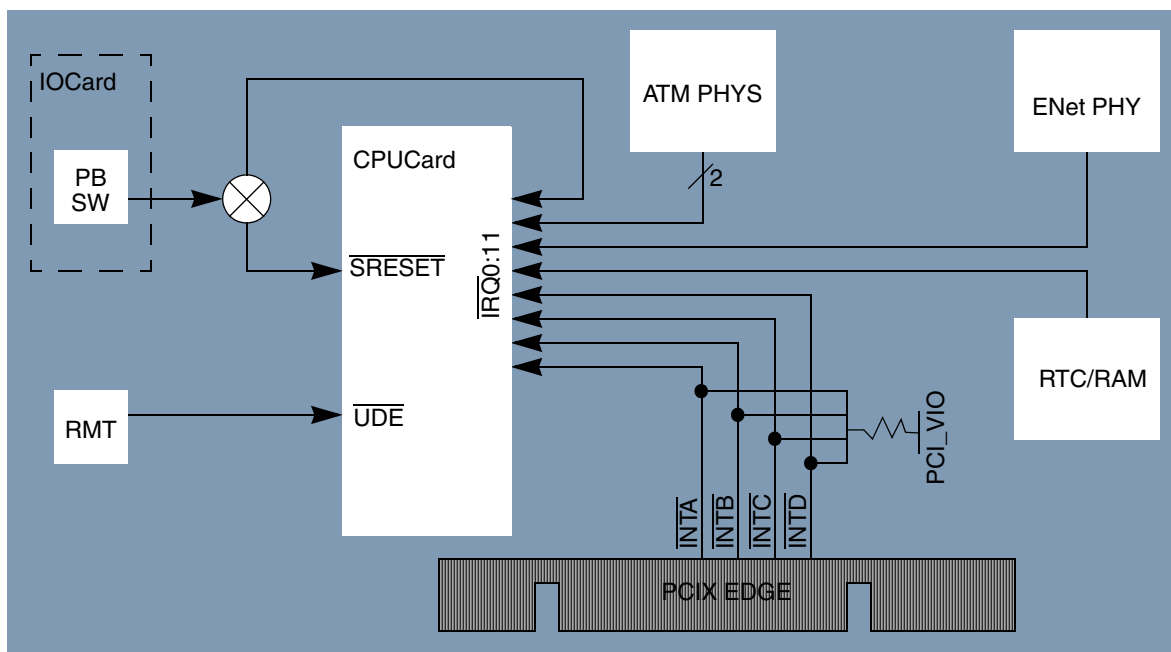 IOCard
PB
SW
CPUCard
SRESET
IRQ0:11
UDE
RMT
ATM PHYS
2
ENet PHY
RTC/RAM
PCI_VIO
INTA
INTB
INTC
INTD
PCIX EDGE